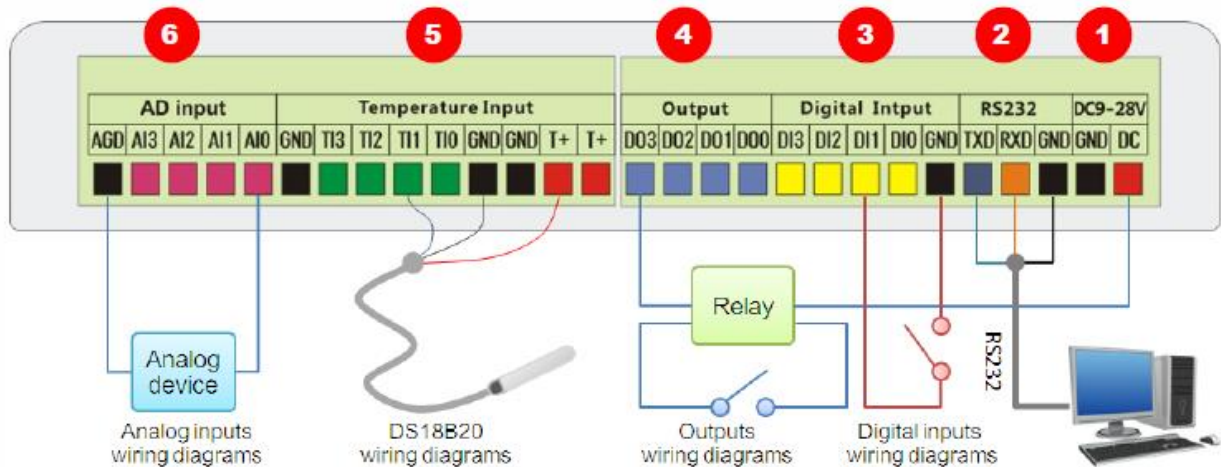 6 5 4 3 2 1
AD input Temperature Input Output Digital Intput RS232 DC9-28V
AGD AI3 AI2 AI1 AI0 GND TI3 TI2 TI1 TI0 GND GND T+ T+ DO3 DO2 DO1 DO0 DI3 DI2 DI1 DI0 GND TXD RXD GND GND DC
Relay
RS232
Analog
device
Analog inputs
wiring diagrams
DS18B20
wiring diagrams
Outputs
wiring diagrams
Digital inputs
wiring diagrams